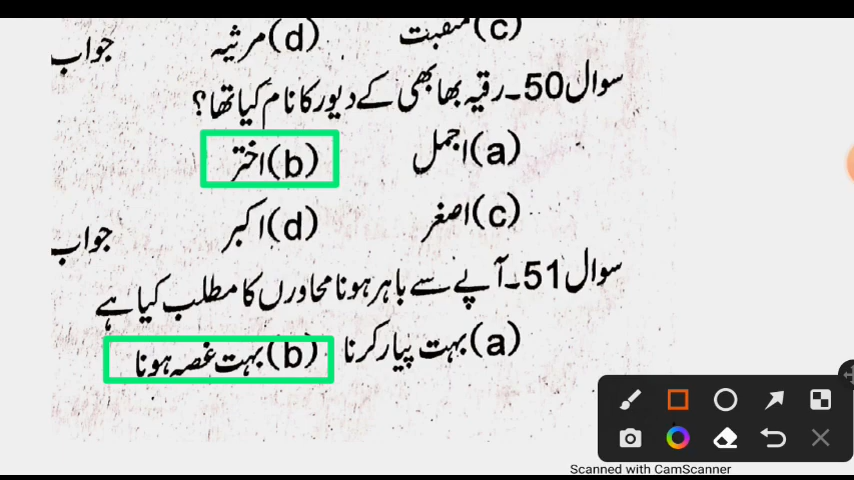 (c) منقبت (d) مرثیہ
جواب
سوال 50۔ رقیہ بھابھی کے دیور کا نام کیا تھا؟
(a) اجمل (b) اختر
(c) اصغر (d) اکبر
جواب
سوال 51۔ آپے سے باہر ہونا محاورں کا مطلب کیا ہے
(a) بہت پیار کرنا (b) بہت غصہ ہونا
Scanned with CamScanner